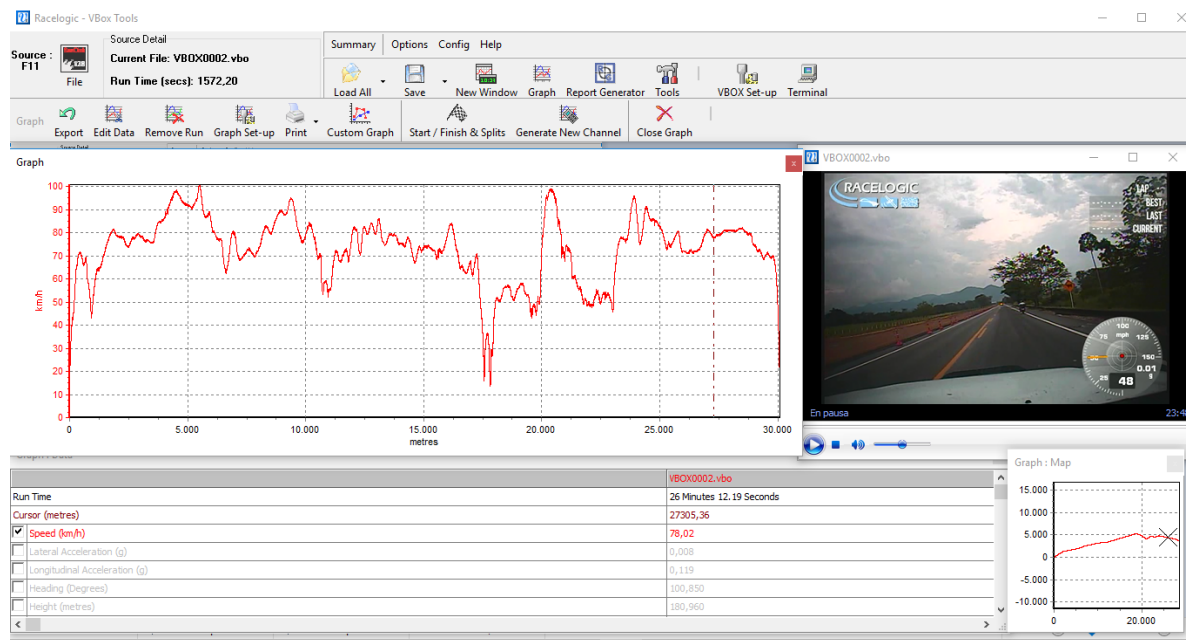 Racelogic - VBox Tools
Source :
F11
File
Source Detail
Current File: VBOX0002.vbo
Run Time (secs): 1572,20
Summary Options Config Help
Load All Save New Window Graph Report Generator Tools VBOX Set-up Terminal
Graph Export Edit Data Remove Run Graph Set-up Print Custom Graph Start / Finish & Splits Generate New Channel Close Graph
Graph
x
100
90
80
70
60
50
40
30
20
10
0
km/h
0 5.000 10.000 15.000 20.000 25.000 30.000
metres
VBOX0002.vbo
RACELOGIC
LAP
BEST
LAST
CURRENT
100
75 mph 125
50 150
0.01
g
25 48
En pausa
VBOX0002.vbo
Run Time 26 Minutes 12.19 Seconds
Cursor (metres) 27305,36
Speed (km/h) 78,02
Lateral Acceleration (g) 0,008
Longitudinal Acceleration (g) 0,119
Heading (Degrees) 100,850
Height (metres) 180,960
Graph : Map
15.000
10.000
5.000
0
-5.000
-10.000
0 20.000